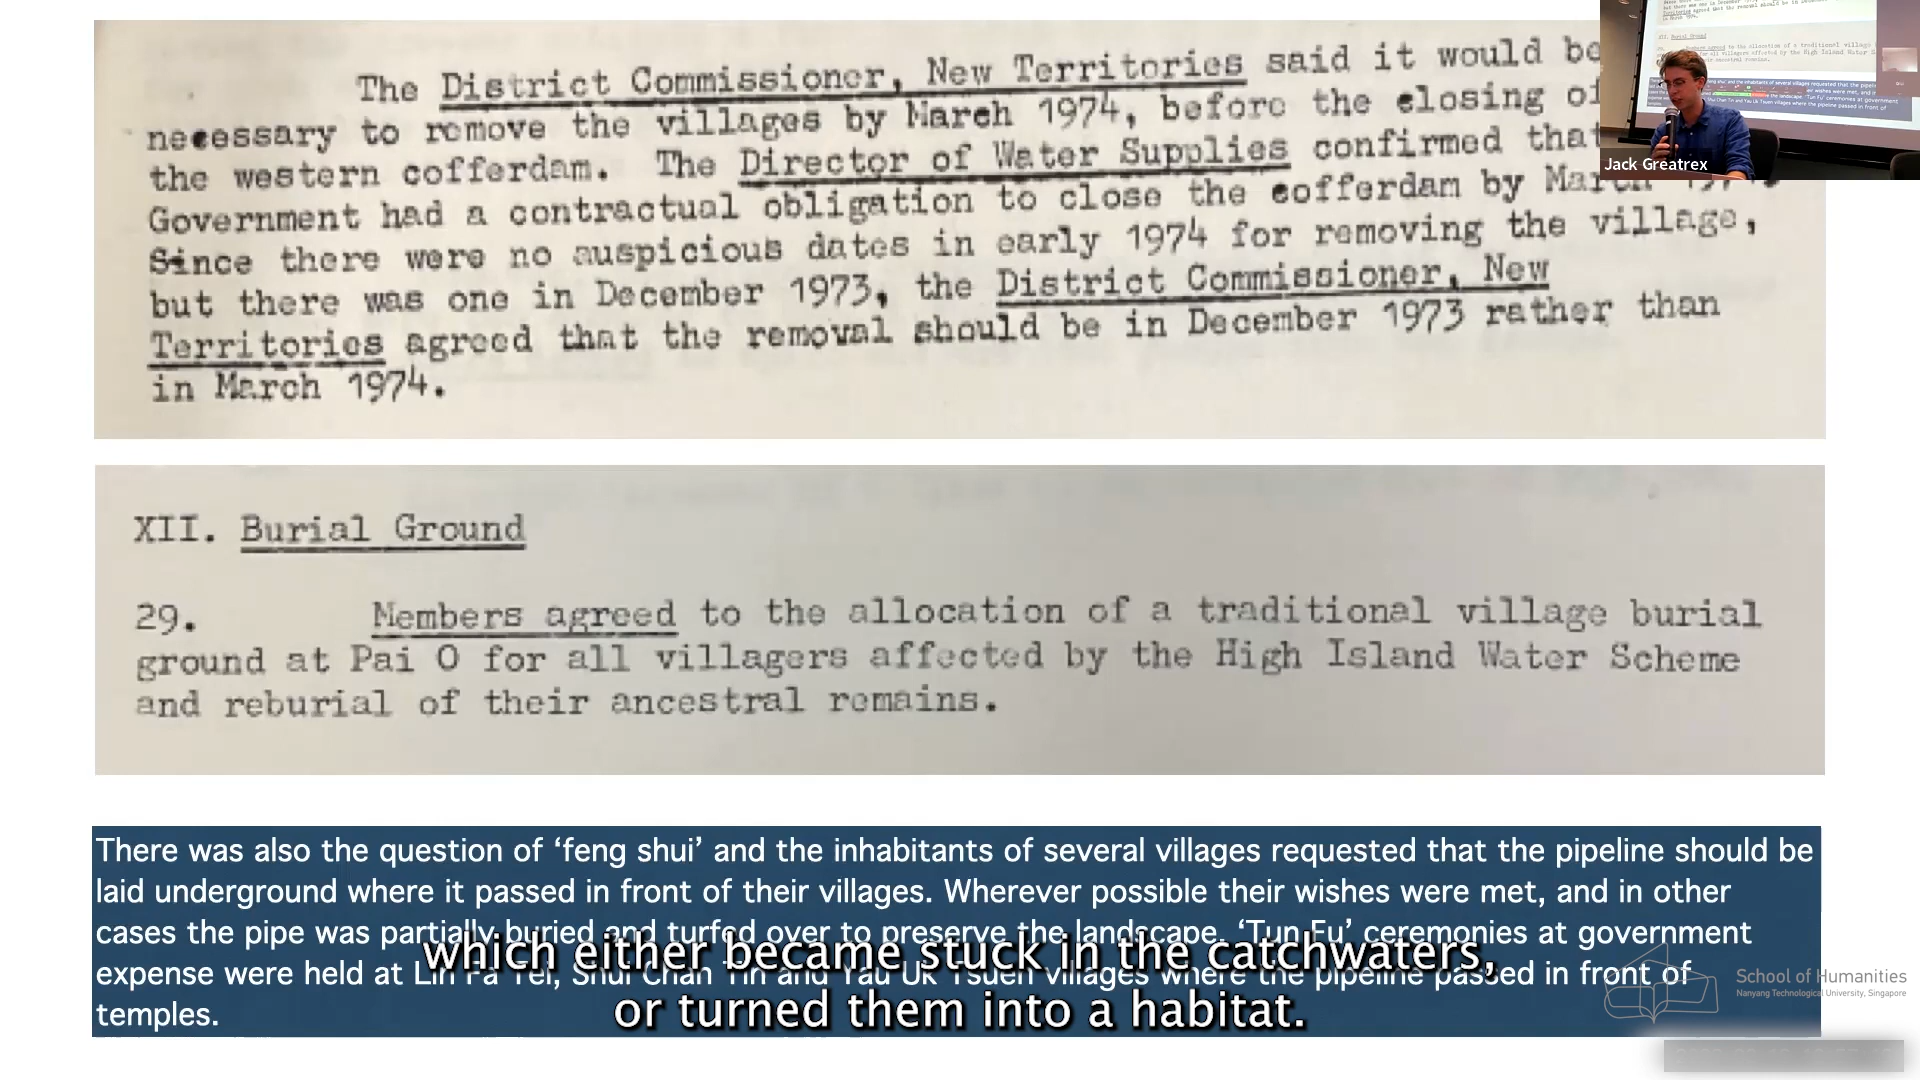 The District Commissioner, New Territories said it would be
necessary to remove the villages by March 1974, before the closing of
the western cofferdam. The Director of Water Supplies confirmed that
Government had a contractual obligation to close the cofferdam by March
Since there were no auspicious dates in early 1974 for removing the village,
but there was one in December 1973, the District Commissioner, New
Territories agreed that the removal should be in December 1973 rather than
in March 1974.
Jack Greatrex
XII. Burial Ground
29. Members agreed to the allocation of a traditional village burial
ground at Pai O for all villagers affected by the High Island Water Scheme
and reburial of their ancestral remains.
There was also the question of ‘feng shui’ and the inhabitants of several villages requested that the pipeline should be
laid underground where it passed in front of their villages. Wherever possible their wishes were met, and in other
cases the pipe was partially buried and turfed over to preserve the landscape. ‘Tun Fu’ ceremonies at government
expense were held at Lin Fa Tei, Shui Chan Tin and Yau Uk Tsuen villages where the pipeline passed in front of
temples.
which either became stuck in the catchwaters,
or turned them into a habitat.
School of Humanities
Nanyang Technological University, Singapore